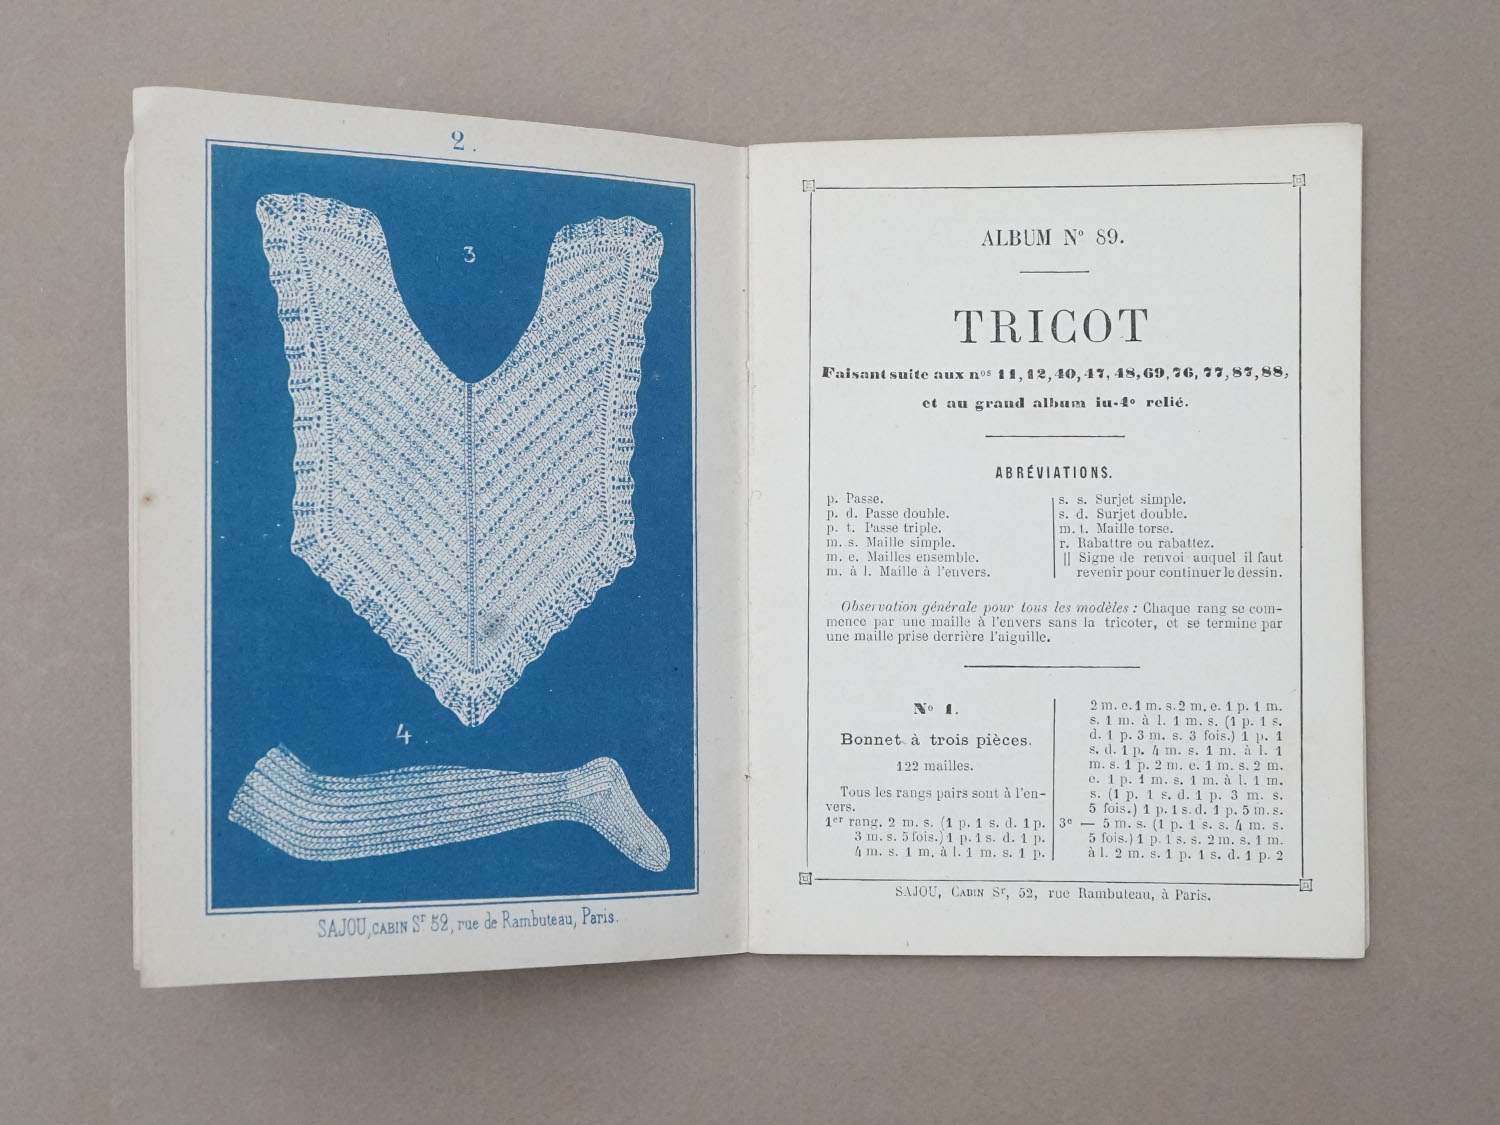 2.
3
4
SAJOU, CABIN Sr 52, rue de Rambuteau, Paris.
ALBUM No 89.
TRICOT
Faisant suite aux nos 11, 12, 40, 47, 48, 69, 76, 77, 87, 88,
et au grand album in-4o relié.
ABRÉVIATIONS.
p. Passe.
p. d. Passe double.
p. t. Passe triple.
m. s. Maille simple.
m. e. Mailles ensemble.
m. à l. Maille à l'envers.
s. s. Surjet simple.
s. d. Surjet double.
m. t. Maille torse.
r. Rabattre ou rabattez.
|| Signe de renvoi auquel il faut
revenir pour continuer le dessin.
Observation générale pour tous les modèles : Chaque rang se com-
mence par une maille à l'envers sans la tricoter, et se termine par
une maille prise derrière l'aiguille.
No 1.
Bonnet à trois pièces.
122 mailles.
Tous les rangs pairs sont à l'en-
vers.
1er rang. 2 m. s. (1 p. 1 s. d. 1 p.
3 m. s. 5 fois.) 1 p. 1 s. d. 1 p.
4 m. s. 1 m. à l. 1 m. s. 1 p.
2 m. e. 1 m. s. 2 m. e. 1 p. 1 m.
s. 1 m. à l. 1 m. s. (1 p. 1 s.
d. 1 p. 3 m. s. 3 fois.) 1 p. 1
s. d. 1 p. 4 m. s. 1 m. à l. 1
m. s. 1 p. 2 m. e. 1 m. s. 2 m.
e. 1 p. 1 m. s. 1 m. à l. 1 m.
s. (1 p. 1 s. d. 1 p. 3 m. s.
5 fois.) 1 p. 1 s. d. 1 p. 5 m. s.
3e — 5 m. s. (1 p. 1 s. s. 4 m. s.
5 fois.) 1 p. 1 s. s. 2 m. s. 1 m.
à l. 2 m. s. 1 p. 1 s. d. 1 p. 2
SAJOU, CABIN Sr, 52, rue Rambuteau, à Paris.